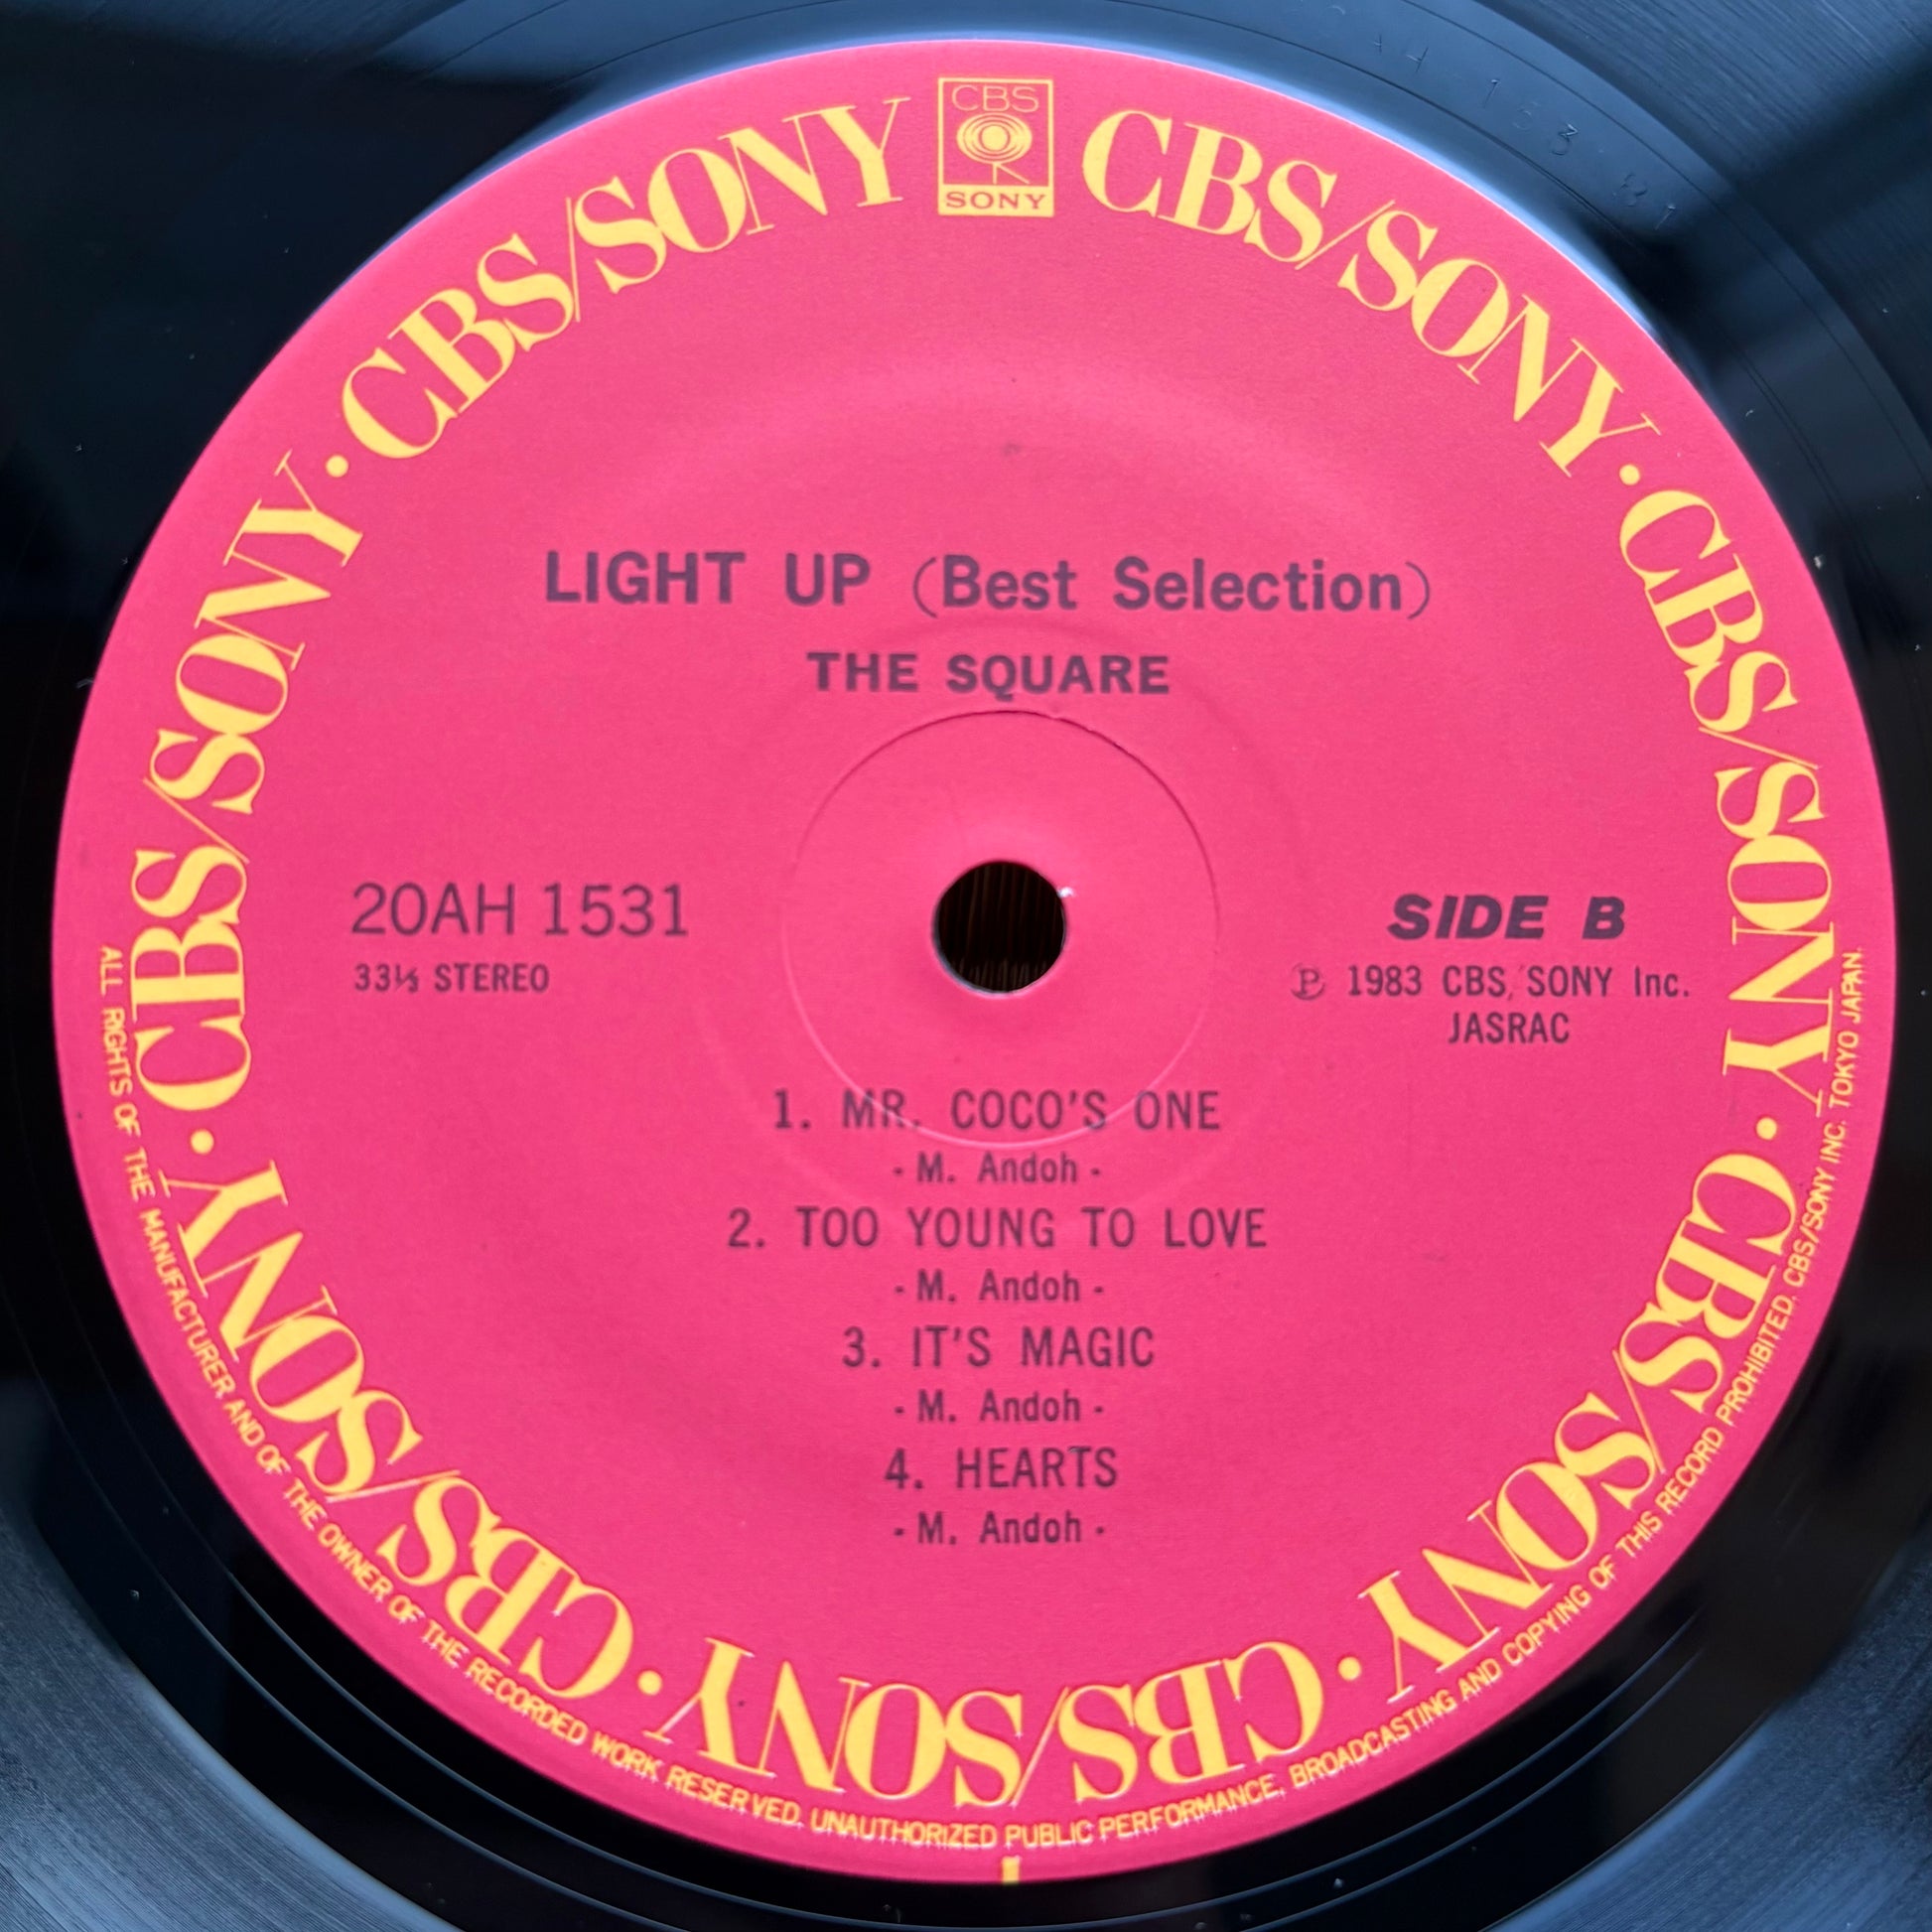 CBS
SONY
CBS/SONY · CBS/SONY · CBS/SONY · CBS/SONY · CBS/SONY · CBS/SONY · CBS/SONY
LIGHT UP (Best Selection)
THE SQUARE
20AH 1531
33⅓ STEREO
SIDE B
Ⓟ 1983 CBS/SONY Inc.
JASRAC
1. MR. COCO'S ONE
- M. Andoh -
2. TOO YOUNG TO LOVE
- M. Andoh -
3. IT'S MAGIC
- M. Andoh -
4. HEARTS
- M. Andoh -
ALL RIGHTS OF THE MANUFACTURER AND OF THE OWNER OF THE RECORDED WORK RESERVED. UNAUTHORIZED PUBLIC PERFORMANCE, BROADCASTING AND COPYING OF THIS RECORD PROHIBITED. CBS/SONY INC. TOKYO JAPAN.